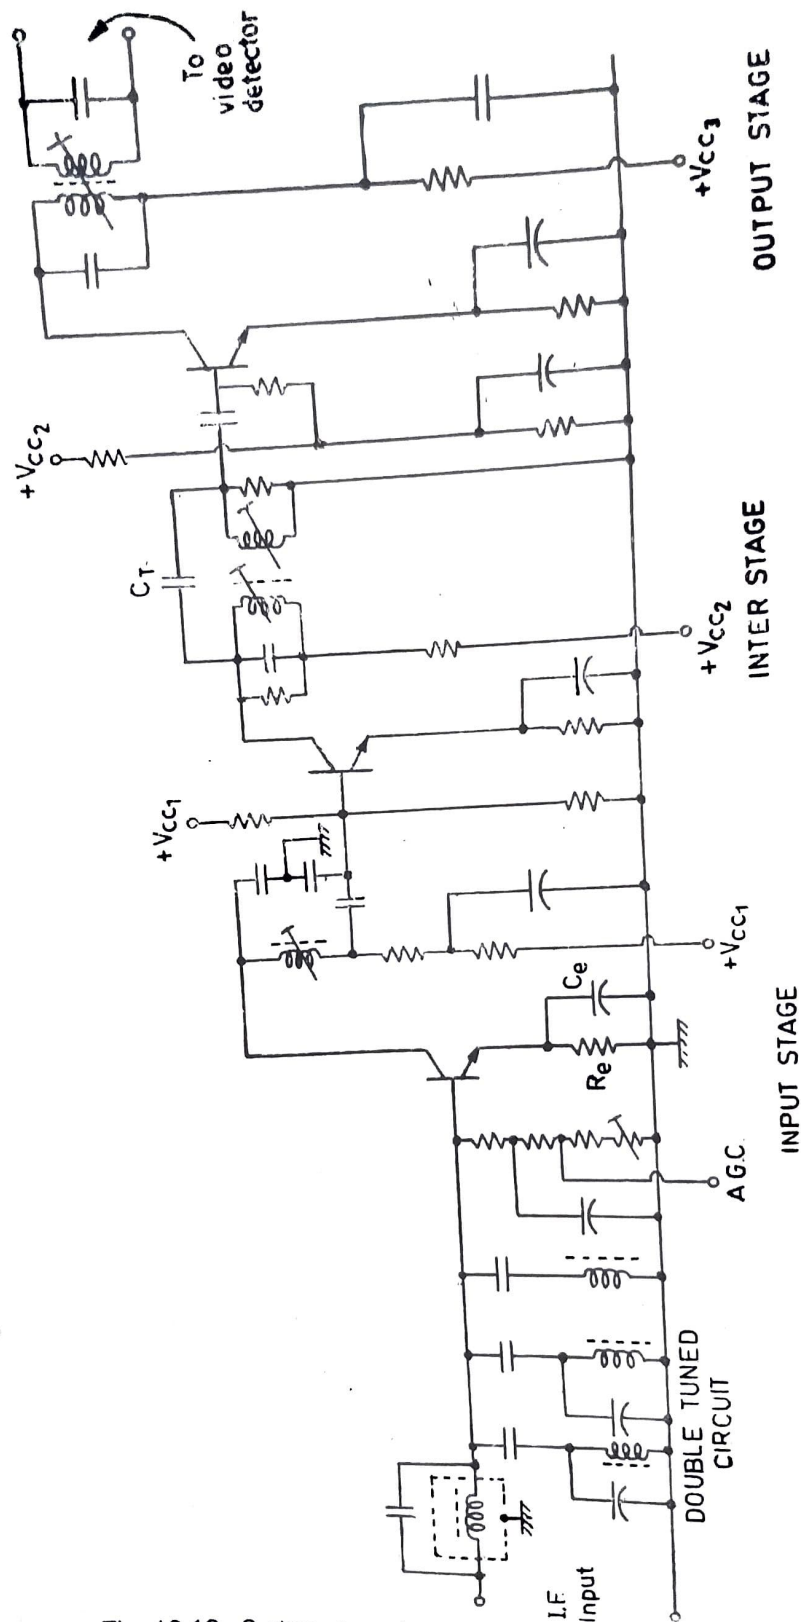 I.F.
Input
DOUBLE TUNED
CIRCUIT
A G.C.
Re
Ce
+VCC1
+VCC1
CT.
+VCC2
+VCC2
+VCC3
To
video
detector
INPUT STAGE
INTER STAGE
OUTPUT STAGE